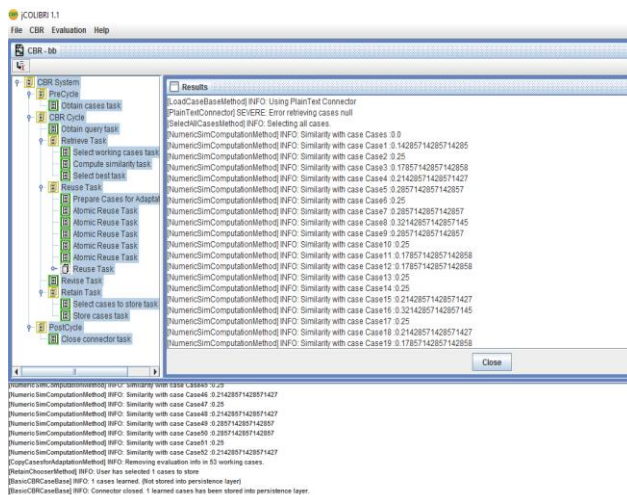 jCOLIBRI 1.1
File CBR Evaluation Help
CBR - bb
CBR System
PreCycle
Obtain cases task
CBR Cycle
Obtain query task
Retrieve Task
Select working cases task
Compute similarity task
Select best task
Reuse Task
Prepare Cases for Adaptat
Atomic Reuse Task
Atomic Reuse Task
Atomic Reuse Task
Atomic Reuse Task
Atomic Reuse Task
Reuse Task
Revise Task
Retain Task
Select cases to store task
Store cases task
PostCycle
Close connector task
Results
[LoadCaseBaseMethod] INFO: Using PlainText Connector
[PlainTextConnector] SEVERE: Error retrieving cases null
[SelectAllCasesMethod] INFO: Selecting all cases.
[NumericSimComputationMethod] INFO: Similarity with case Cases :0.0
[NumericSimComputationMethod] INFO: Similarity with case Case1 :0.14285714285714285
[NumericSimComputationMethod] INFO: Similarity with case Case2 :0.25
[NumericSimComputationMethod] INFO: Similarity with case Case3 :0.17857142857142858
[NumericSimComputationMethod] INFO: Similarity with case Case4 :0.21428571428571427
[NumericSimComputationMethod] INFO: Similarity with case Case5 :0.2857142857142857
[NumericSimComputationMethod] INFO: Similarity with case Case6 :0.25
[NumericSimComputationMethod] INFO: Similarity with case Case7 :0.2857142857142857
[NumericSimComputationMethod] INFO: Similarity with case Case8 :0.32142857142857145
[NumericSimComputationMethod] INFO: Similarity with case Case9 :0.2857142857142857
[NumericSimComputationMethod] INFO: Similarity with case Case10 :0.25
[NumericSimComputationMethod] INFO: Similarity with case Case11 :0.17857142857142858
[NumericSimComputationMethod] INFO: Similarity with case Case12 :0.17857142857142858
[NumericSimComputationMethod] INFO: Similarity with case Case13 :0.25
[NumericSimComputationMethod] INFO: Similarity with case Case14 :0.25
[NumericSimComputationMethod] INFO: Similarity with case Case15 :0.21428571428571427
[NumericSimComputationMethod] INFO: Similarity with case Case16 :0.32142857142857145
[NumericSimComputationMethod] INFO: Similarity with case Case17 :0.25
[NumericSimComputationMethod] INFO: Similarity with case Case18 :0.21428571428571427
[NumericSimComputationMethod] INFO: Similarity with case Case19 :0.17857142857142858
Close
[NumericSimComputationMethod] INFO: Similarity with case Case45 :0.25
[NumericSimComputationMethod] INFO: Similarity with case Case46 :0.21428571428571427
[NumericSimComputationMethod] INFO: Similarity with case Case47 :0.25
[NumericSimComputationMethod] INFO: Similarity with case Case48 :0.21428571428571427
[NumericSimComputationMethod] INFO: Similarity with case Case49 :0.2857142857142857
[NumericSimComputationMethod] INFO: Similarity with case Case50 :0.2857142857142857
[NumericSimComputationMethod] INFO: Similarity with case Case51 :0.25
[NumericSimComputationMethod] INFO: Similarity with case Case52 :0.21428571428571427
[CopyCasesforAdaptationMethod] INFO: Removing evaluation info in 53 working cases.
[RetainChooserMethod] INFO: User has selected 1 cases to store
[BasicCBRCaseBase] INFO: 1 cases learned. (Not stored into persistence layer)
[BasicCBRCaseBase] INFO: Connector closed. 1 learned cases has been stored into persistence layer.